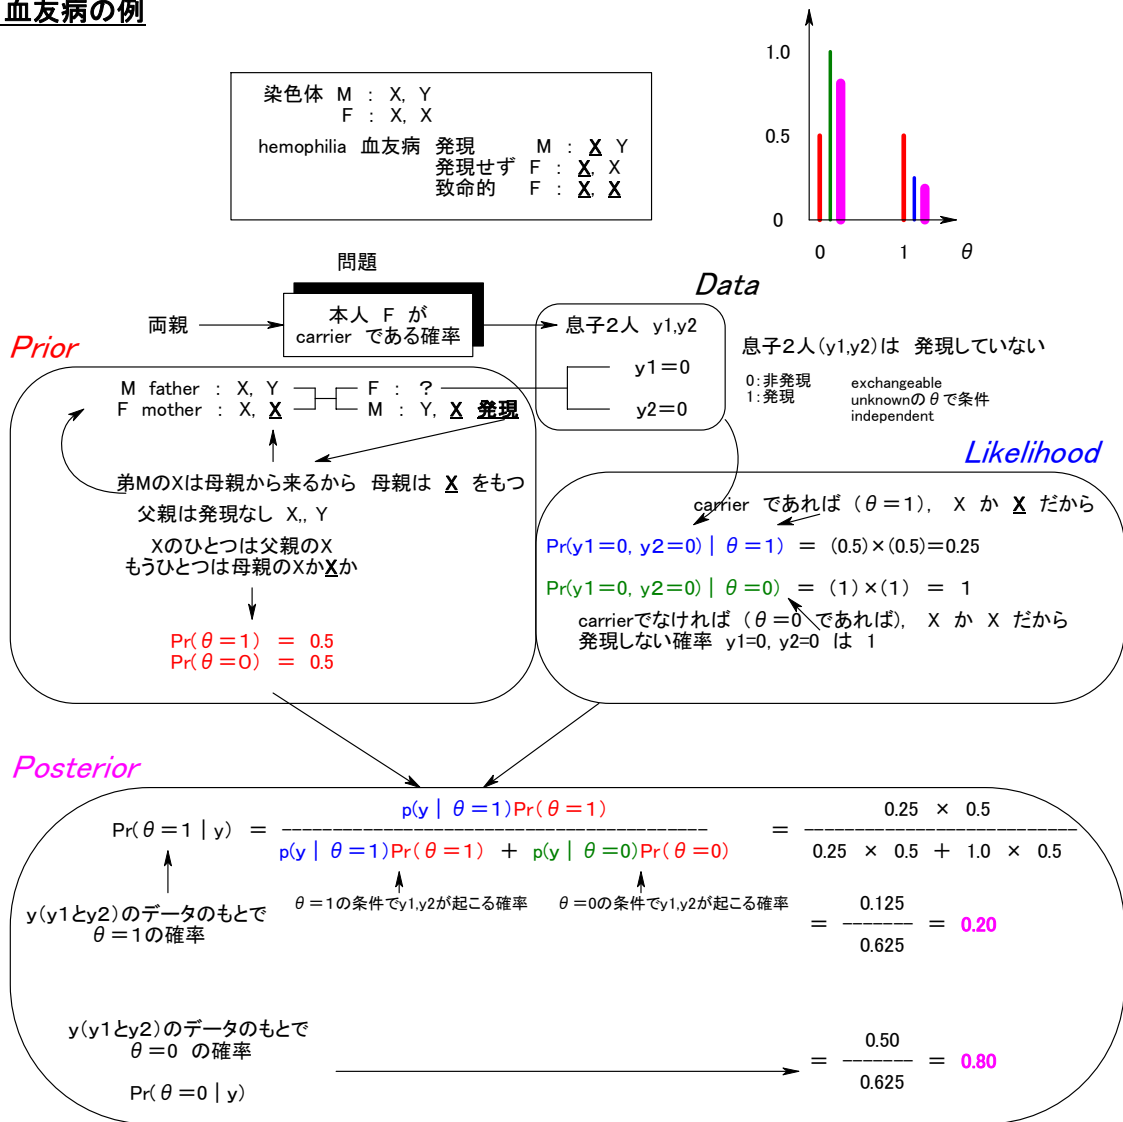 血友病の例
1.0
0.5
0
0 1 θ
染色体 M : X, Y
F : X, X
hemophilia 血友病 発現 M : X Y
発現せず F : X, X
致命的 F : X, X
問題
両親
本人 F が
carrier である確率
Data
息子2人 y1,y2
y1=0
y2=0
息子2人(y1,y2)は 発現していない
0:非発現
1:発現
exchangeable
unknownのθで条件
independent
Prior
M father : X, Y
F mother : X, X
F : ?
M : Y, X 発現
弟MのXは母親から来るから 母親は X をもつ
父親は発現なし X,, Y
Xのひとつは父親のX
もうひとつは母親のXかXか
Pr(θ=1) = 0.5
Pr(θ=0) = 0.5
Likelihood
carrier であれば (θ=1), X か X だから
Pr(y1=0, y2=0) | θ=1) = (0.5)×(0.5)=0.25
Pr(y1=0, y2=0) | θ=0) = (1)×(1) = 1
carrierでなければ (θ=0 であれば), X か X だから
発現しない確率 y1=0, y2=0 は 1
Posterior
p(y | θ=1)Pr(θ=1)
Pr(θ=1 | y) = ------------------------------------------
p(y | θ=1)Pr(θ=1) + p(y | θ=0)Pr(θ=0)
0.25 × 0.5
= ---------------------------
0.25 × 0.5 + 1.0 × 0.5
θ=1の条件でy1,y2が起こる確率
θ=0の条件でy1,y2が起こる確率
y(y1とy2)のデータのもとで
θ=1の確率
0.125
= ------- = 0.20
0.625
y(y1とy2)のデータのもとで
θ=0 の確率
Pr(θ=0 | y)
0.50
= ------- = 0.80
0.625